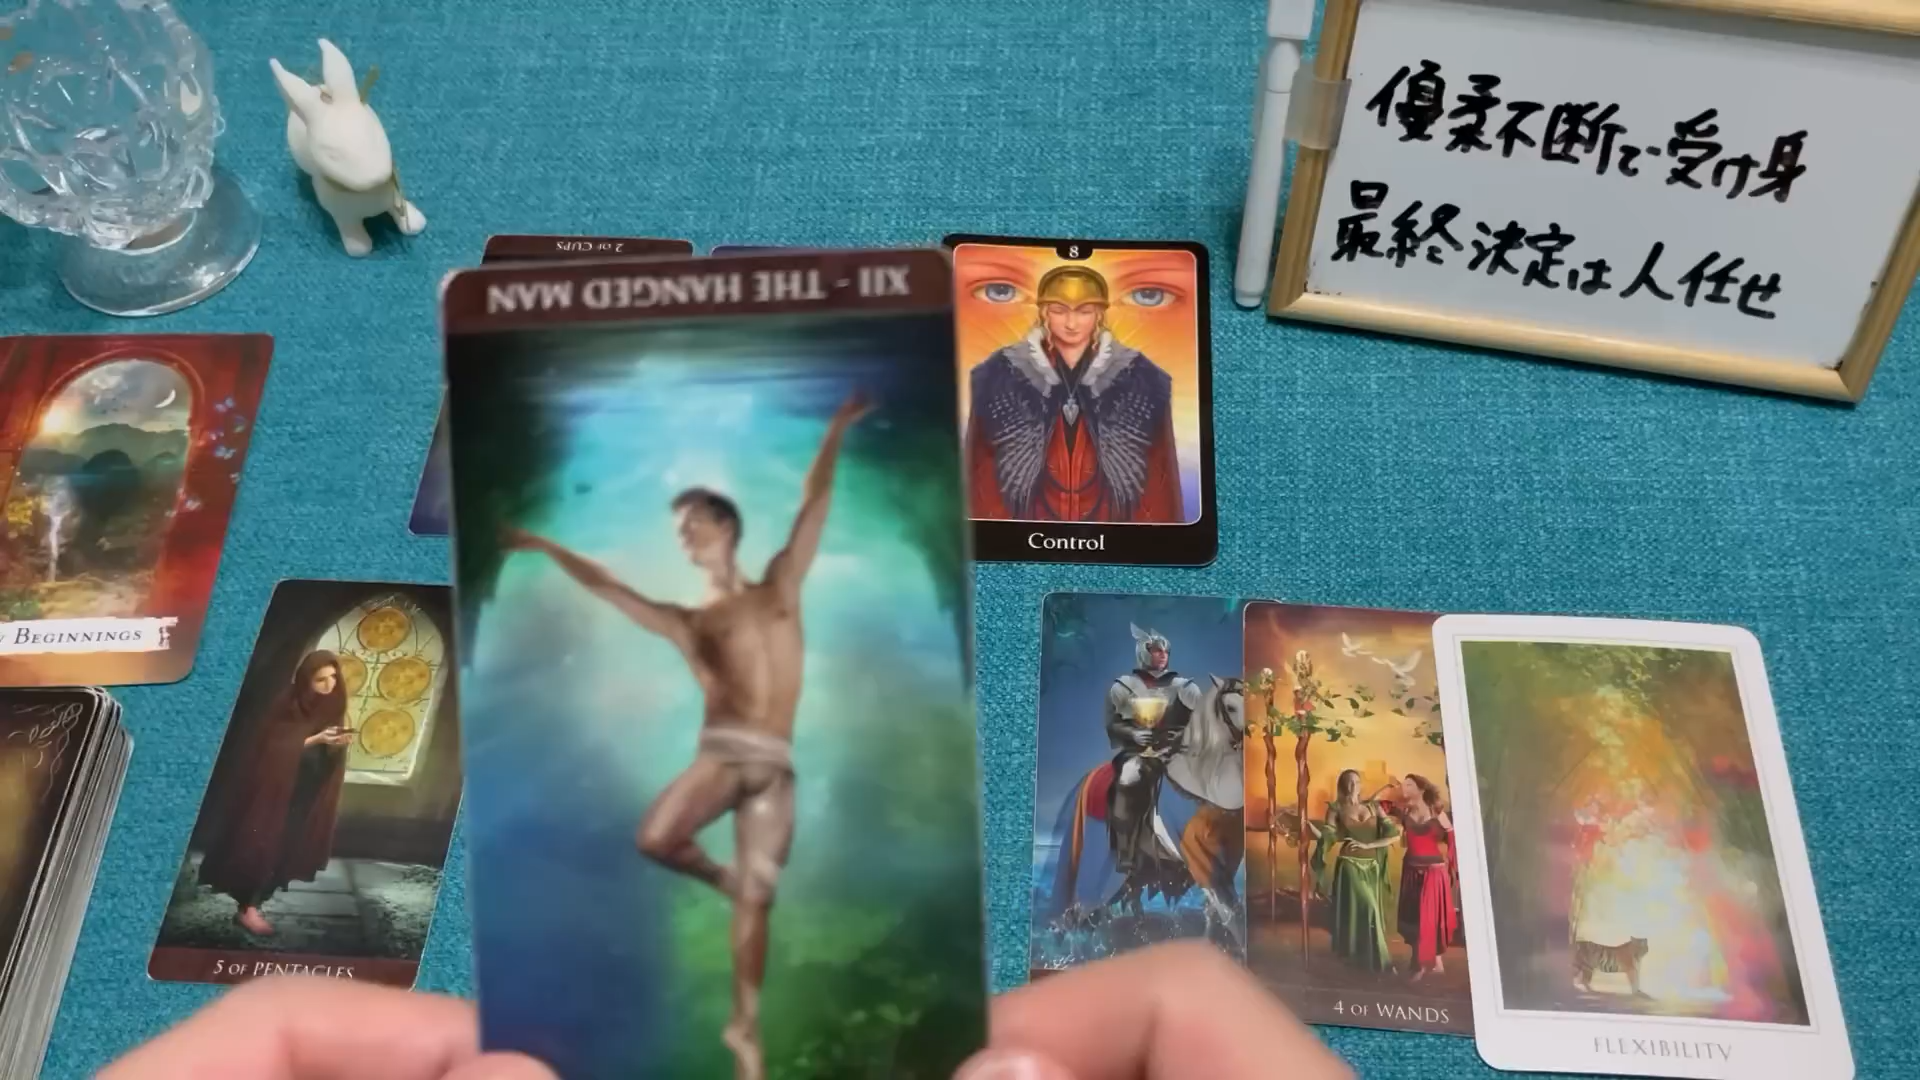 優柔不断で受け身
最終決定は人任せ
2 OF CUPS
XII - THE HANGED MAN
8
Control
BEGINNINGS
5 OF PENTACLES
4 OF WANDS
FLEXIBILITY